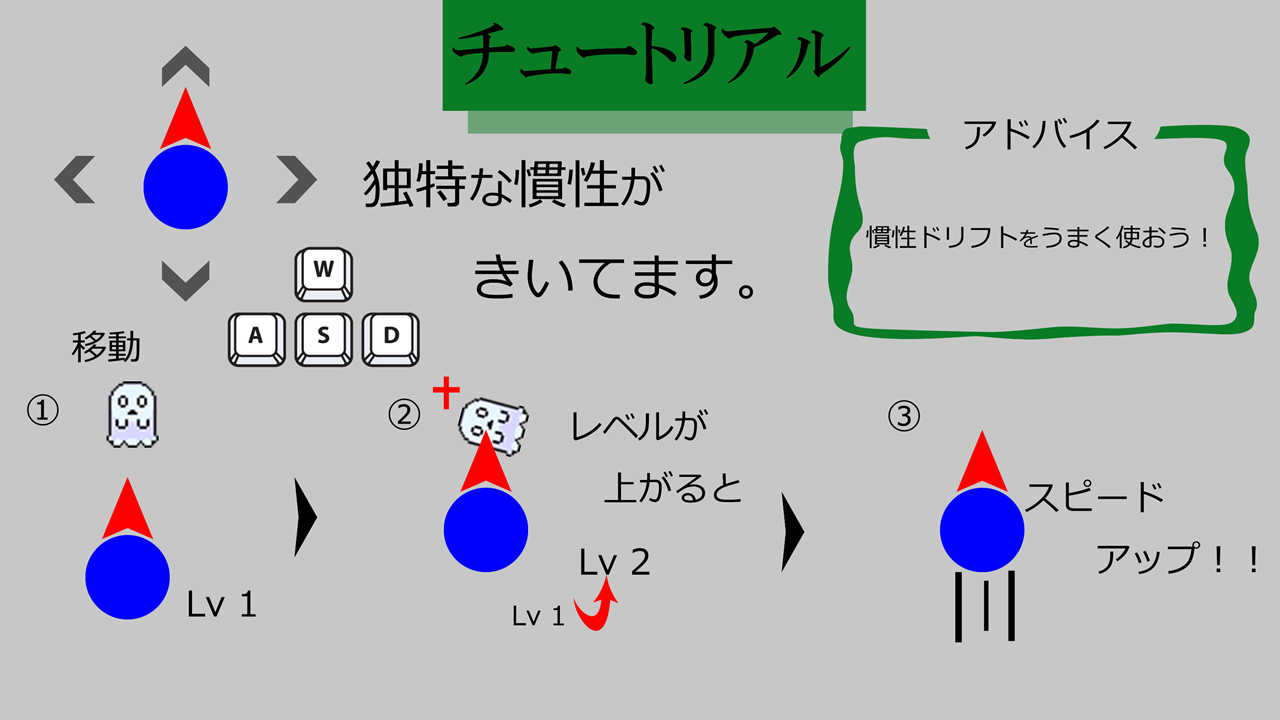 チュートリアル
独特な慣性が
きいてます。
アドバイス
慣性ドリフトをうまく使おう！
W
A S D
移動
①
Lv 1
②
レベルが
上がると
Lv 2
Lv 1
③
スピード
アップ！！